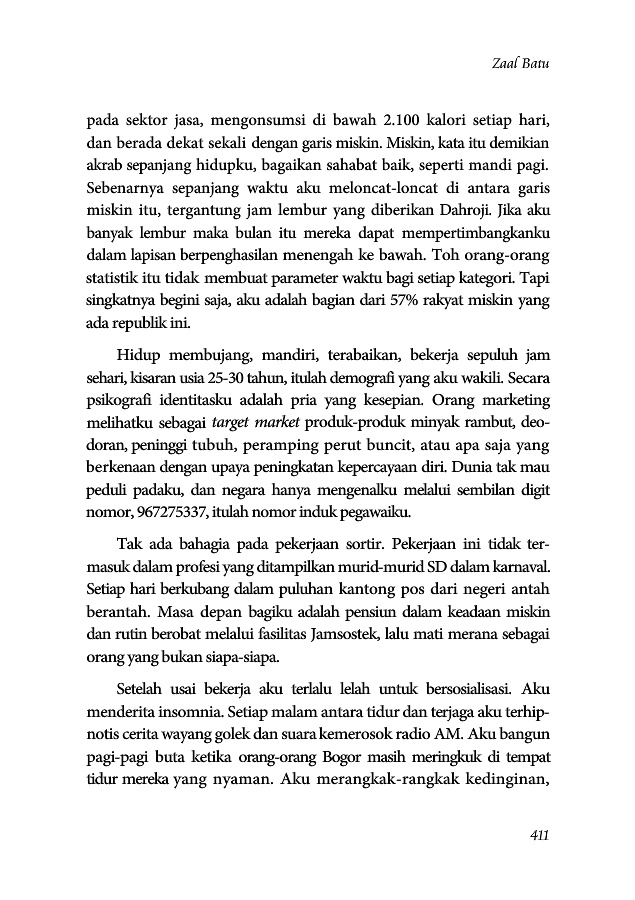 Zaal Batu
pada sektor jasa, mengonsumsi di bawah 2.100 kalori setiap hari,
dan berada dekat sekali dengan garis miskin. Miskin, kata itu demikian
akrab sepanjang hidupku, bagaikan sahabat baik, seperti mandi pagi.
Sebenarnya sepanjang waktu aku meloncat-loncat di antara garis
miskin itu, tergantung jam lembur yang diberikan Dahroji. Jika aku
banyak lembur maka bulan itu mereka dapat mempertimbangkanku
dalam lapisan berpenghasilan menengah ke bawah. Toh orang-orang
statistik itu tidak membuat parameter waktu bagi setiap kategori. Tapi
singkatnya begini saja, aku adalah bagian dari 57% rakyat miskin yang
ada republik ini.
Hidup membujang, mandiri, terabaikan, bekerja sepuluh jam
sehari, kisaran usia 25-30 tahun, itulah demografi yang aku wakili. Secara
psikografi identitasku adalah pria yang kesepian. Orang marketing
melihatku sebagai target market produk-produk minyak rambut, deo-
doran, peninggi tubuh, peramping perut buncit, atau apa saja yang
berkenaan dengan upaya peningkatan kepercayaan diri. Dunia tak mau
peduli padaku, dan negara hanya mengenalku melalui sembilan digit
nomor, 967275337, itulah nomor induk pegawaiku.
Tak ada bahagia pada pekerjaan sortir. Pekerjaan ini tidak ter-
masuk dalam profesi yang ditampilkan murid-murid SD dalam karnaval.
Setiap hari berkubang dalam puluhan kantong pos dari negeri antah
berantah. Masa depan bagiku adalah pensiun dalam keadaan miskin
dan rutin berobat melalui fasilitas Jamsostek, lalu mati merana sebagai
orang yang bukan siapa-siapa.
Setelah usai bekerja aku terlalu lelah untuk bersosialisasi. Aku
menderita insomnia. Setiap malam antara tidur dan terjaga aku terhip-
notis cerita wayang golek dan suara kemerosok radio AM. Aku bangun
pagi-pagi buta ketika orang-orang Bogor masih meringkuk di tempat
tidur mereka yang nyaman. Aku merangkak-rangkak kedinginan,
411